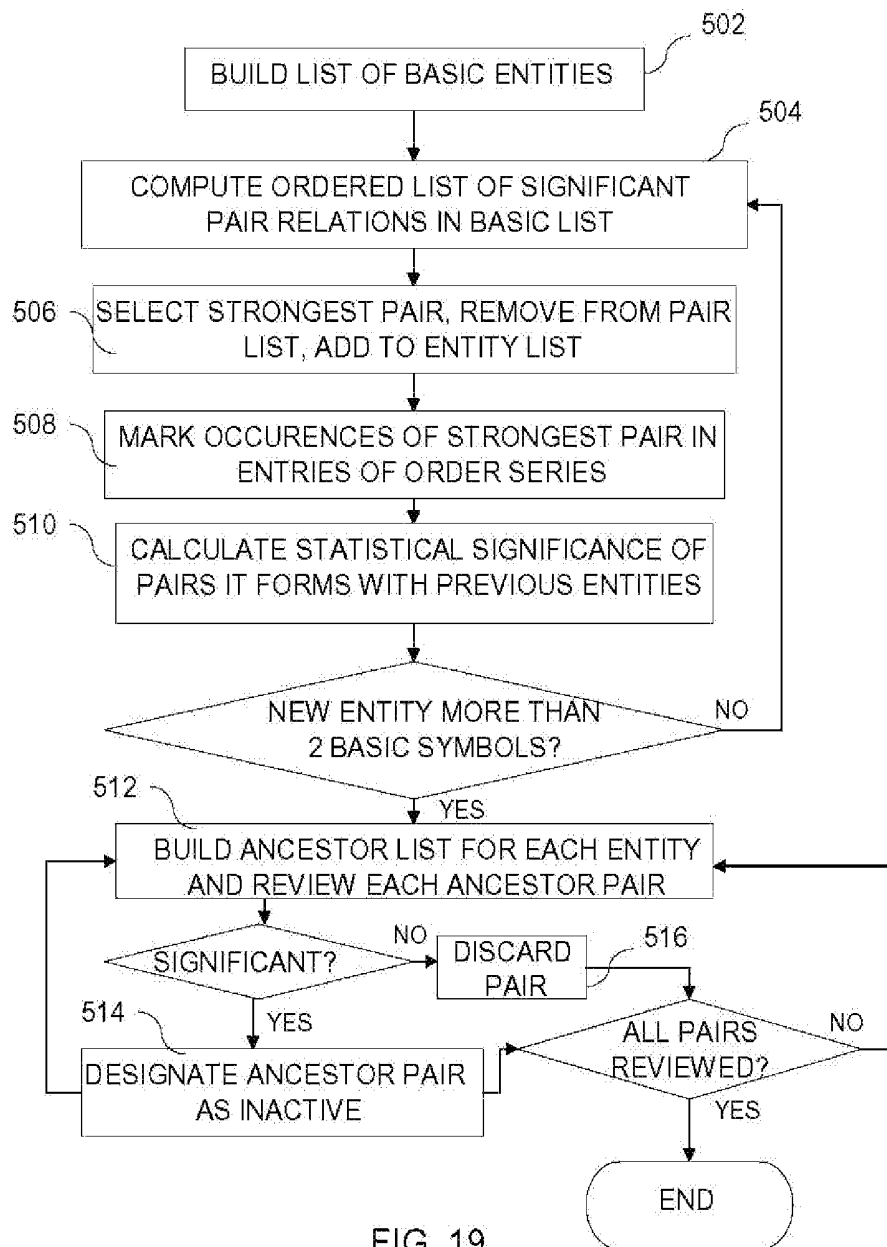 502
BUILD LIST OF BASIC ENTITIES
504
COMPUTE ORDERED LIST OF SIGNIFICANT
PAIR RELATIONS IN BASIC LIST
506
SELECT STRONGEST PAIR, REMOVE FROM PAIR
LIST, ADD TO ENTITY LIST
508
MARK OCCURENCES OF STRONGEST PAIR IN
ENTRIES OF ORDER SERIES
510
CALCULATE STATISTICAL SIGNIFICANCE OF
PAIRS IT FORMS WITH PREVIOUS ENTITIES
NEW ENTITY MORE THAN
2 BASIC SYMBOLS?
NO
YES
512
BUILD ANCESTOR LIST FOR EACH ENTITY
AND REVIEW EACH ANCESTOR PAIR
SIGNIFICANT?
NO
DISCARD
PAIR
516
YES
514
DESIGNATE ANCESTOR PAIR
AS INACTIVE
ALL PAIRS
REVIEWED?
NO
YES
END
FIG. 19